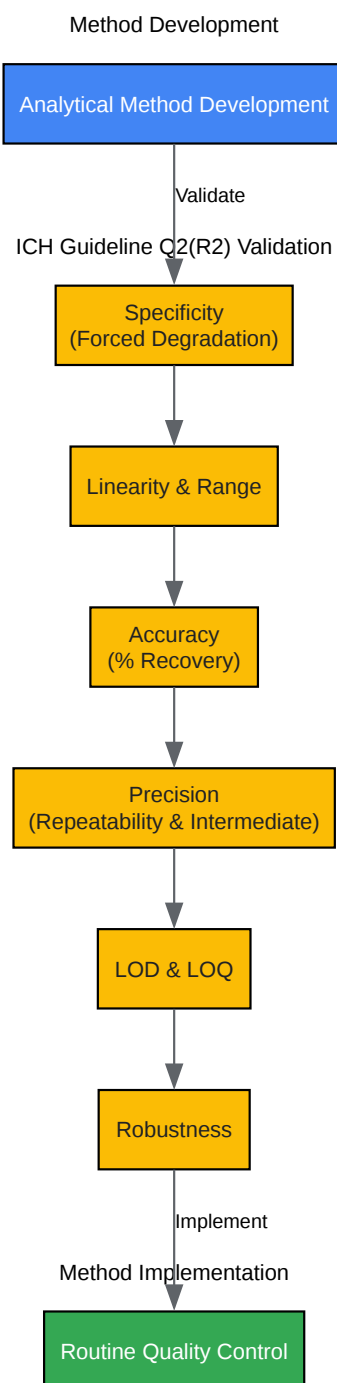 Method Development
Analytical Method Development
Validate
ICH Guideline Q2(R2) Validation
Specificity
(Forced Degradation)
Linearity & Range
Accuracy
(% Recovery)
Precision
(Repeatability & Intermediate)
LOD & LOQ
Robustness
Implement
Method Implementation
Routine Quality Control